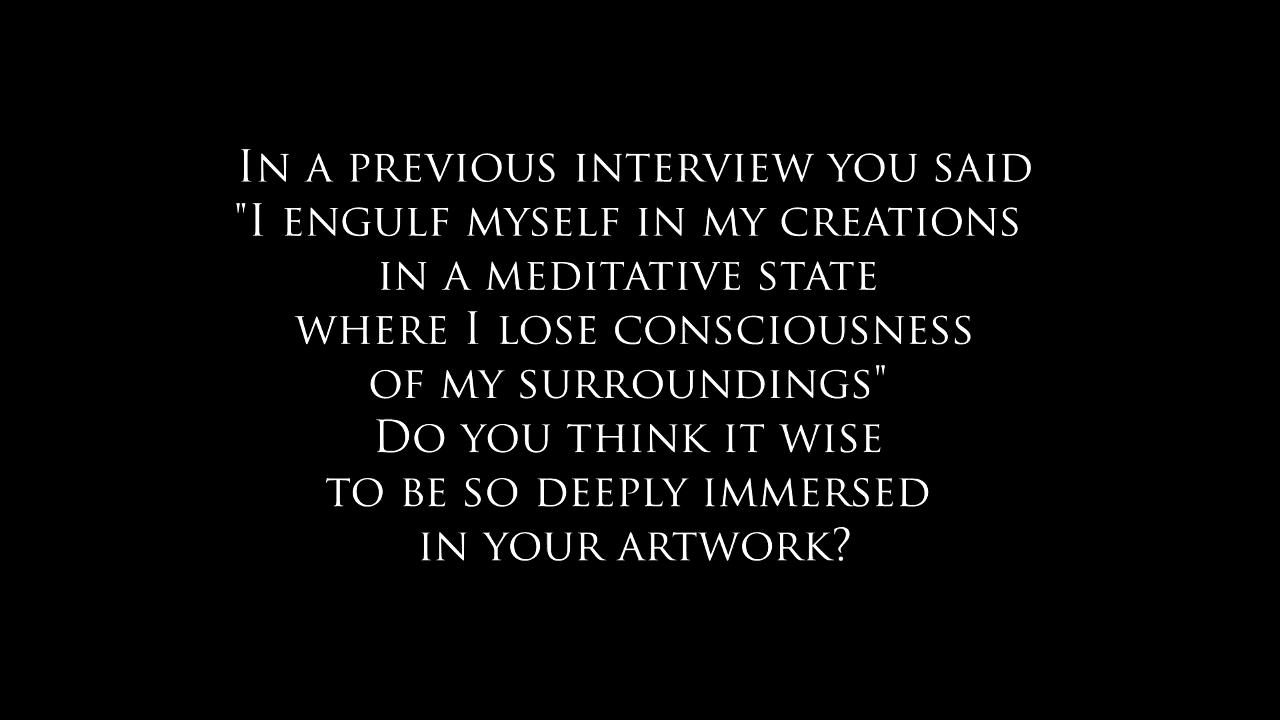 In a previous interview you said
"I engulf myself in my creations
in a meditative state
where I lose consciousness
of my surroundings"
Do you think it wise
to be so deeply immersed
in your artwork?